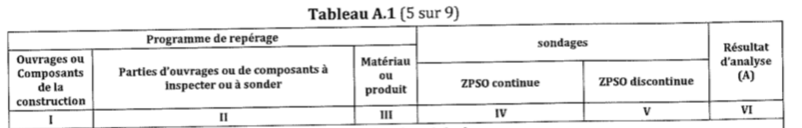 Tableau A.1 (5 sur 9)
Programme de repérage
sondages
Résultat
d'analyse
(A)
Ouvrages ou
Composants
de la
construction
Parties d'ouvrages ou de composants à
inspecter ou à sonder
Matériau
ou
produit
ZPSO continue
ZPSO discontinue
I
II
III
IV
V
VI